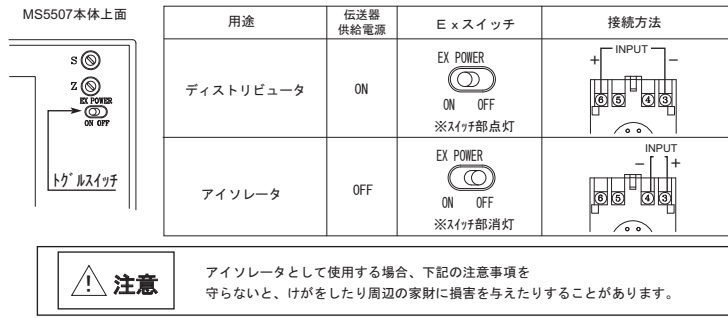 MS5507本体上面
S
Z
EX POWER
ON OFF
トグルスイッチ
用途
伝送器
供給電源
Exスイッチ
接続方法
ディストリビュータ
ON
EX POWER
ON OFF
※スイッチ部点灯
INPUT
+ −
⑥ ⑤ ④ ③
アイソレータ
OFF
EX POWER
ON OFF
※スイッチ部消灯
INPUT
− +
⑥ ⑤ ④ ③
注意
アイソレータとして使用する場合、下記の注意事項を
守らないと、けがをしたり周辺の家財に損害を与えたりすることがあります。